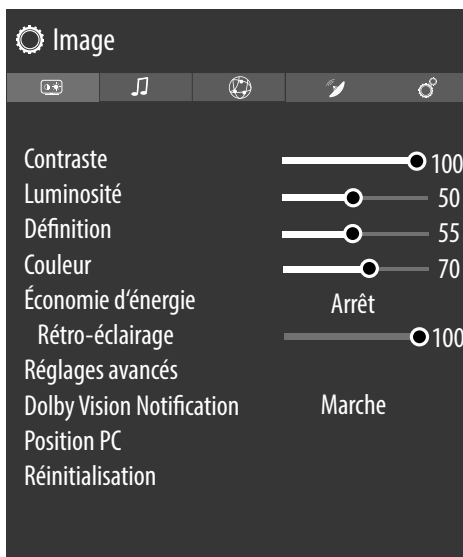 Image
Contraste 100
Luminosité 50
Définition 55
Couleur 70
Économie d‘énergie Arrêt
Rétro-éclairage 100
Réglages avancés
Dolby Vision Notification Marche
Position PC
Réinitialisation